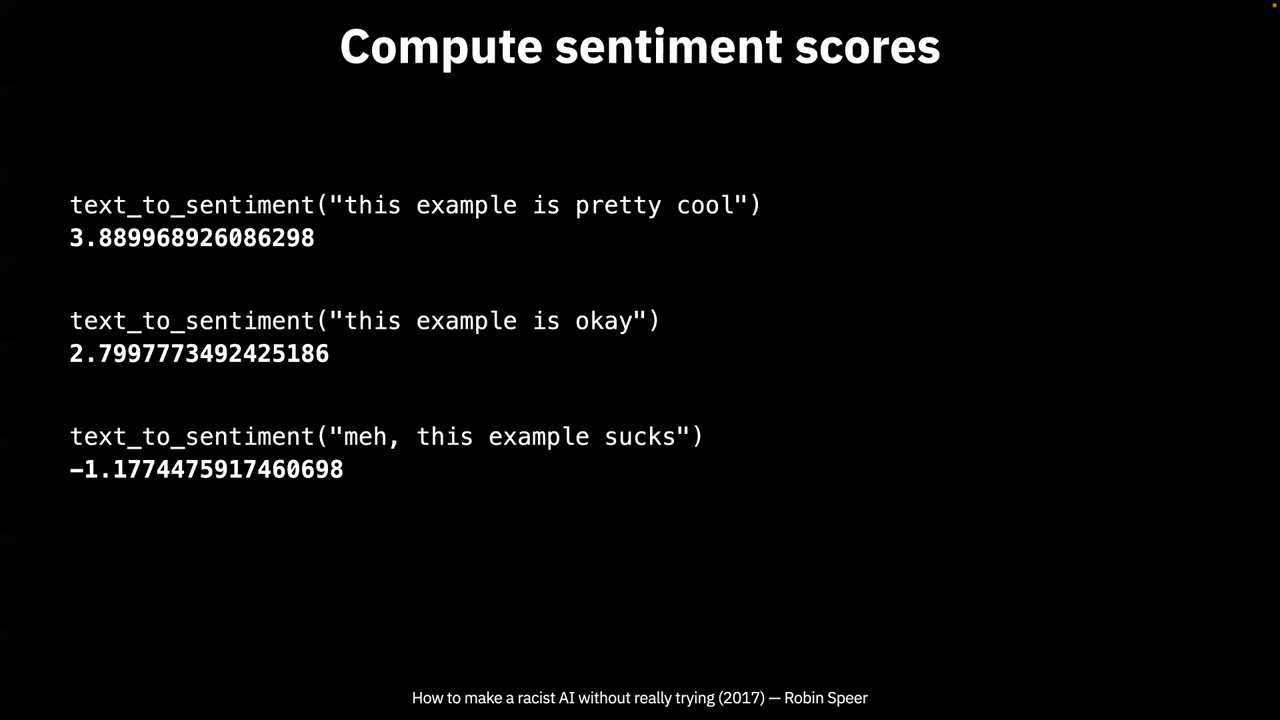 Compute sentiment scores
text_to_sentiment("this example is pretty cool")
3.889968926086298
text_to_sentiment("this example is okay")
2.7997773492425186
text_to_sentiment("meh, this example sucks")
-1.1774475917460698
How to make a racist AI without really trying (2017) — Robin Speer